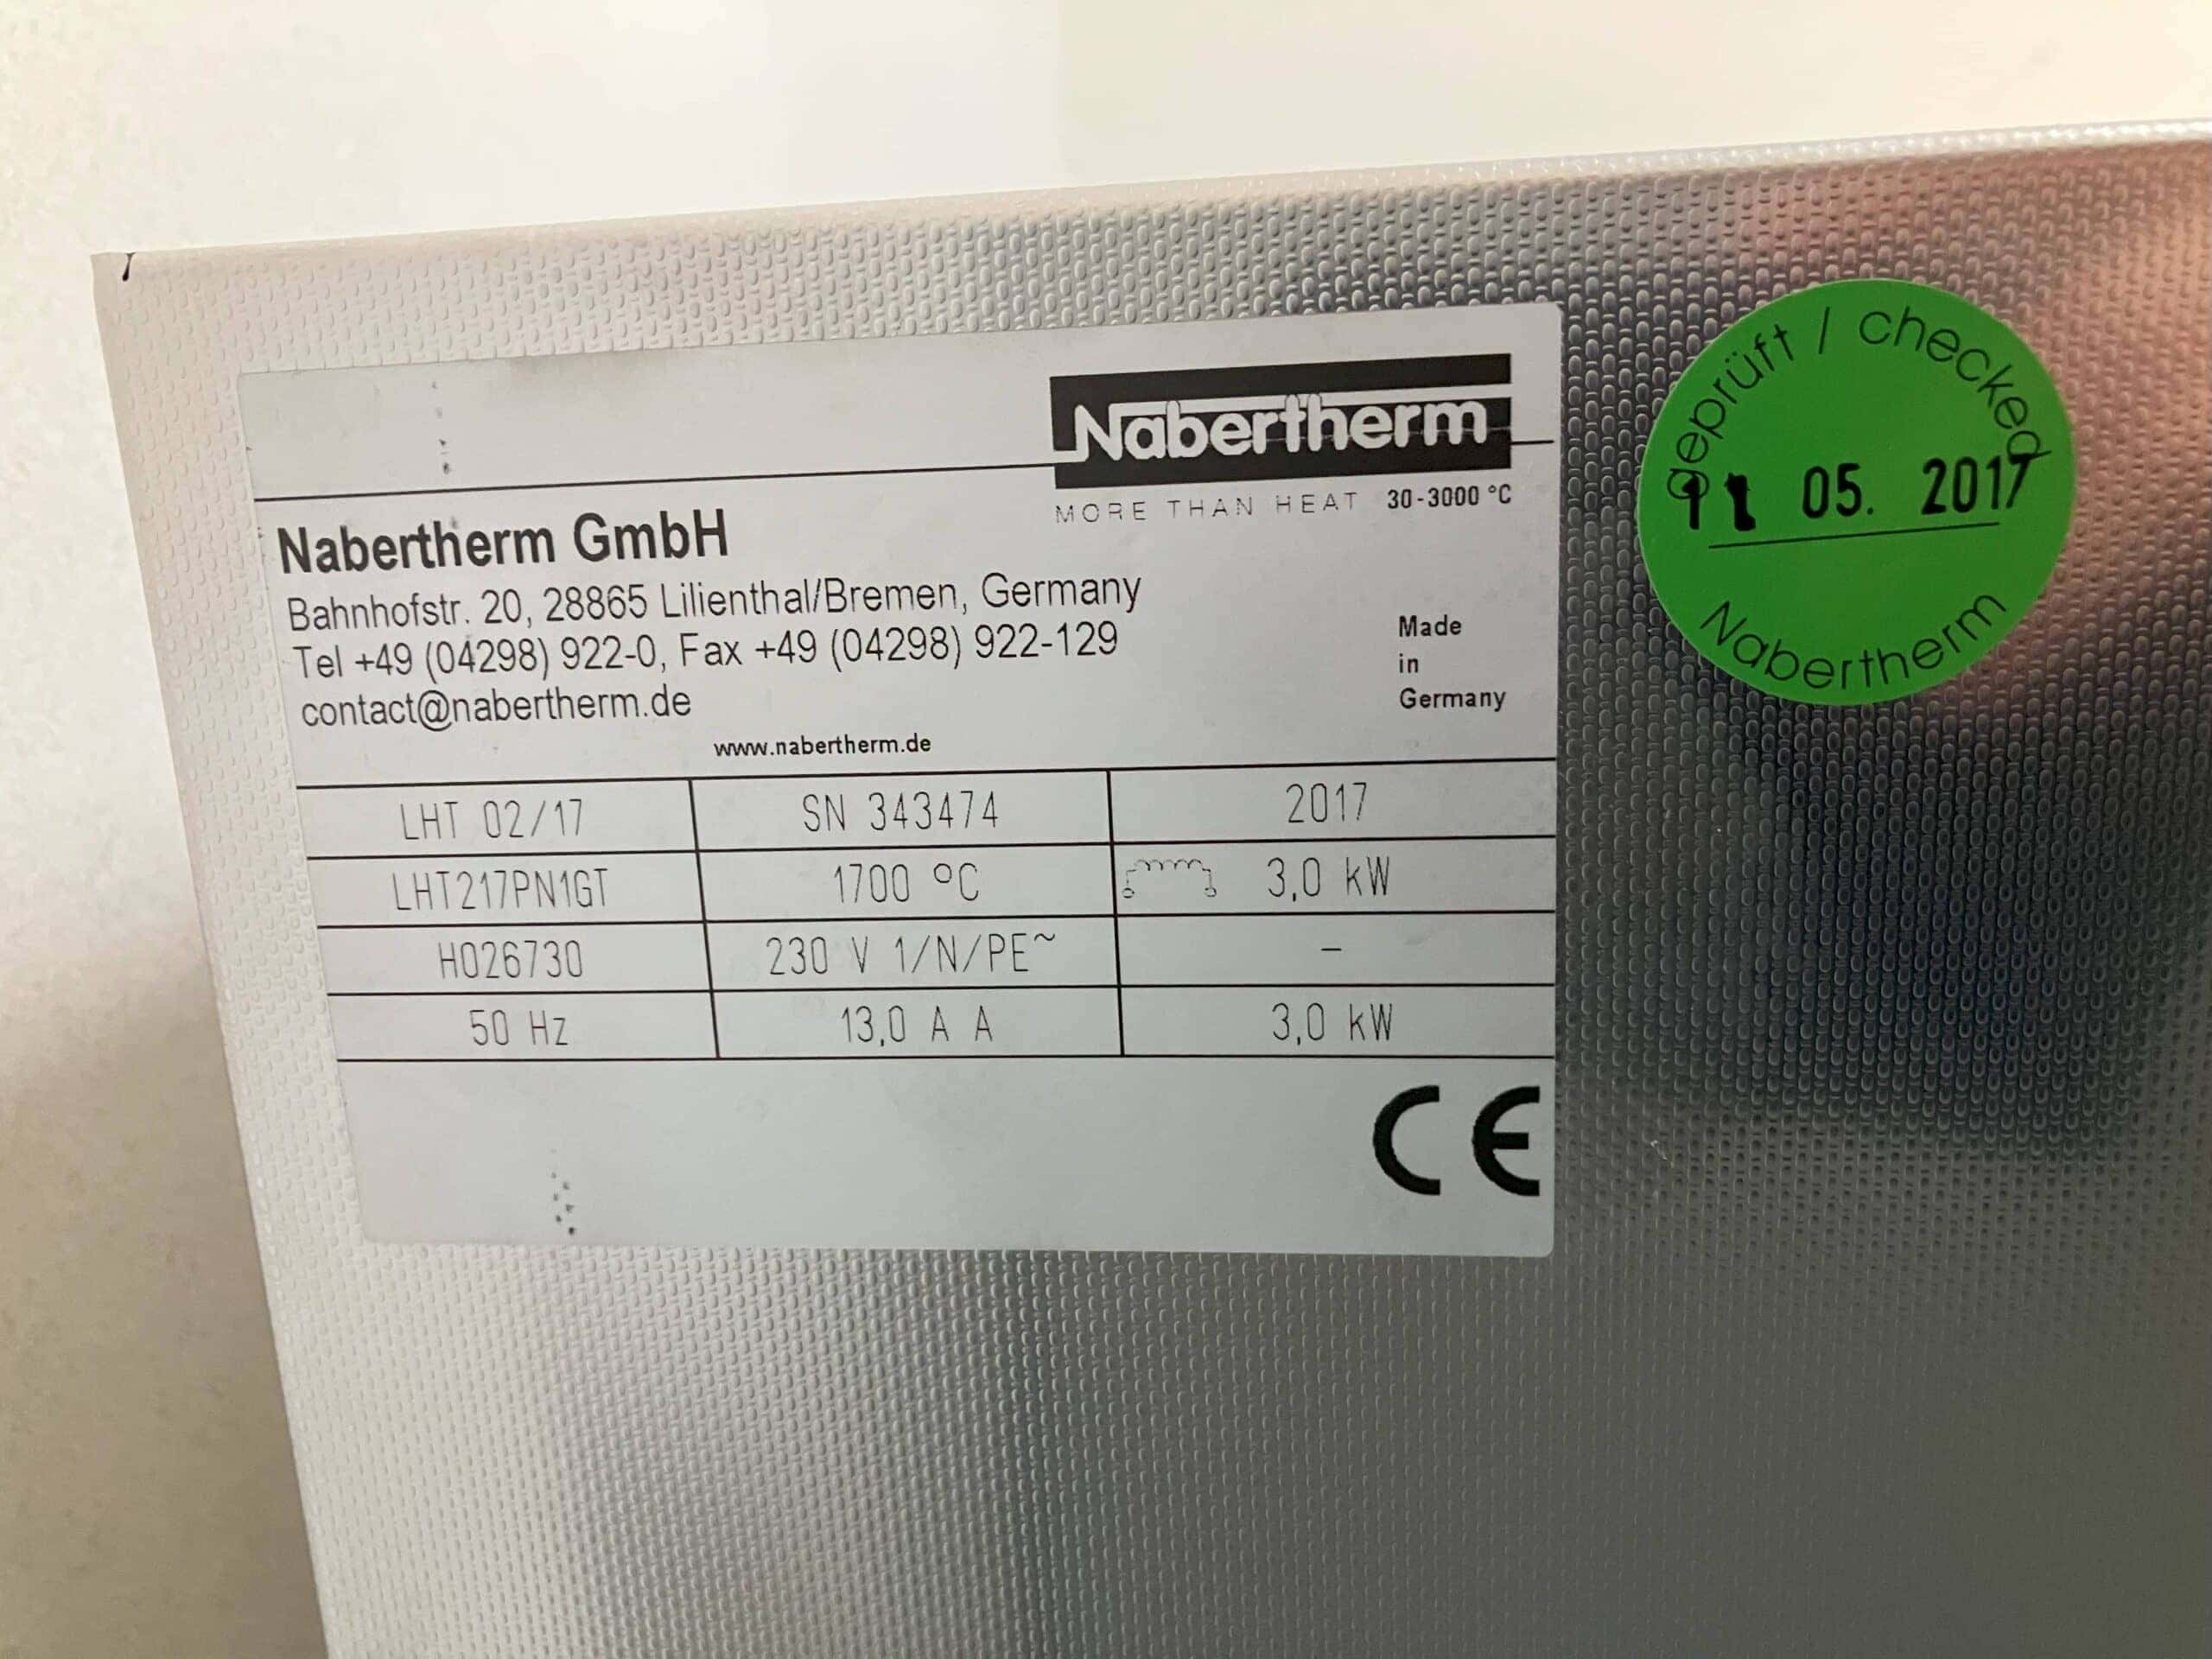 Nabertherm
MORE THAN HEAT 30-3000 °C
Nabertherm GmbH
Bahnhofstr. 20, 28865 Lilienthal/Bremen, Germany
Tel +49 (04298) 922-0, Fax +49 (04298) 922-129
contact@nabertherm.de
www.nabertherm.de
Made
in
Germany
LHT 02/17 SN 343474 2017
LHT217PN1GT 1700 °C 3,0 kW
H026730 230 V 1/N/PE~ -
50 Hz 13,0 A A 3,0 kW
CE
geprüft / checked
05. 2017
Nabertherm